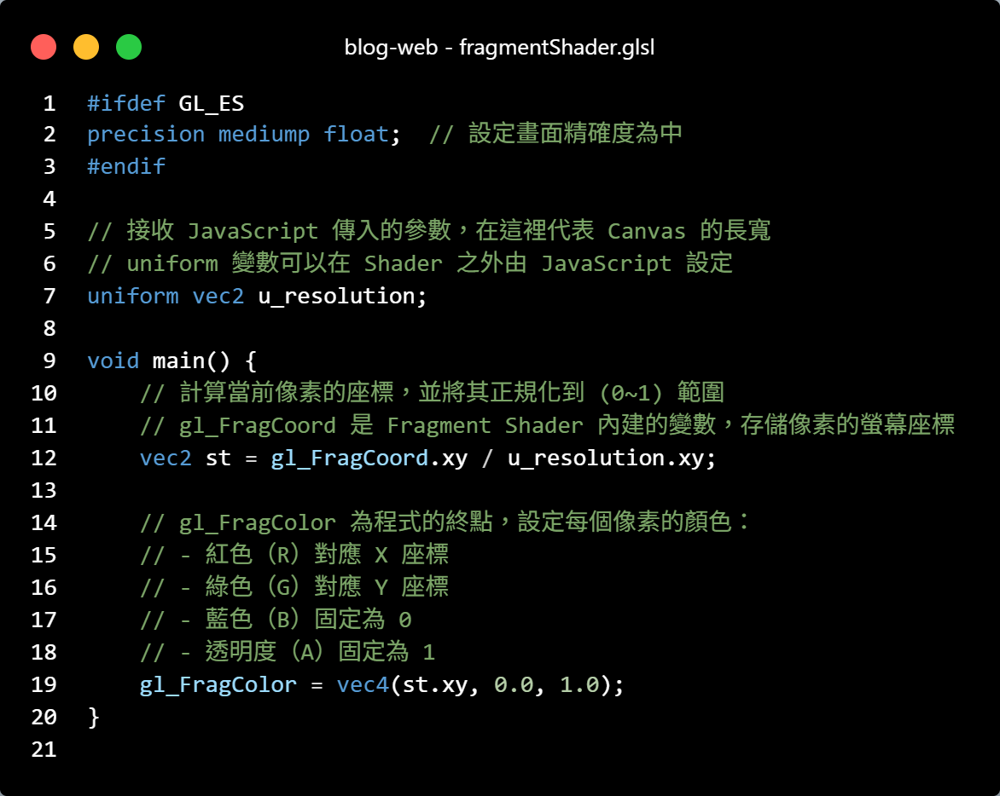 blog-web - fragmentShader.glsl
1 #ifdef GL_ES
2 precision mediump float;  // 設定畫面精確度為中
3 #endif
4
5 // 接收 JavaScript 傳入的參數，在這裡代表 Canvas 的長寬
6 // uniform 變數可以在 Shader 之外由 JavaScript 設定
7 uniform vec2 u_resolution;
8
9 void main() {
10     // 計算當前像素的座標，並將其正規化到 (0~1) 範圍
11     // gl_FragCoord 是 Fragment Shader 內建的變數，存儲像素的螢幕座標
12     vec2 st = gl_FragCoord.xy / u_resolution.xy;
13
14     // gl_FragColor 為程式的終點，設定每個像素的顏色：
15     // - 紅色（R）對應 X 座標
16     // - 綠色（G）對應 Y 座標
17     // - 藍色（B）固定為 0
18     // - 透明度（A）固定為 1
19     gl_FragColor = vec4(st.xy, 0.0, 1.0);
20 }
21